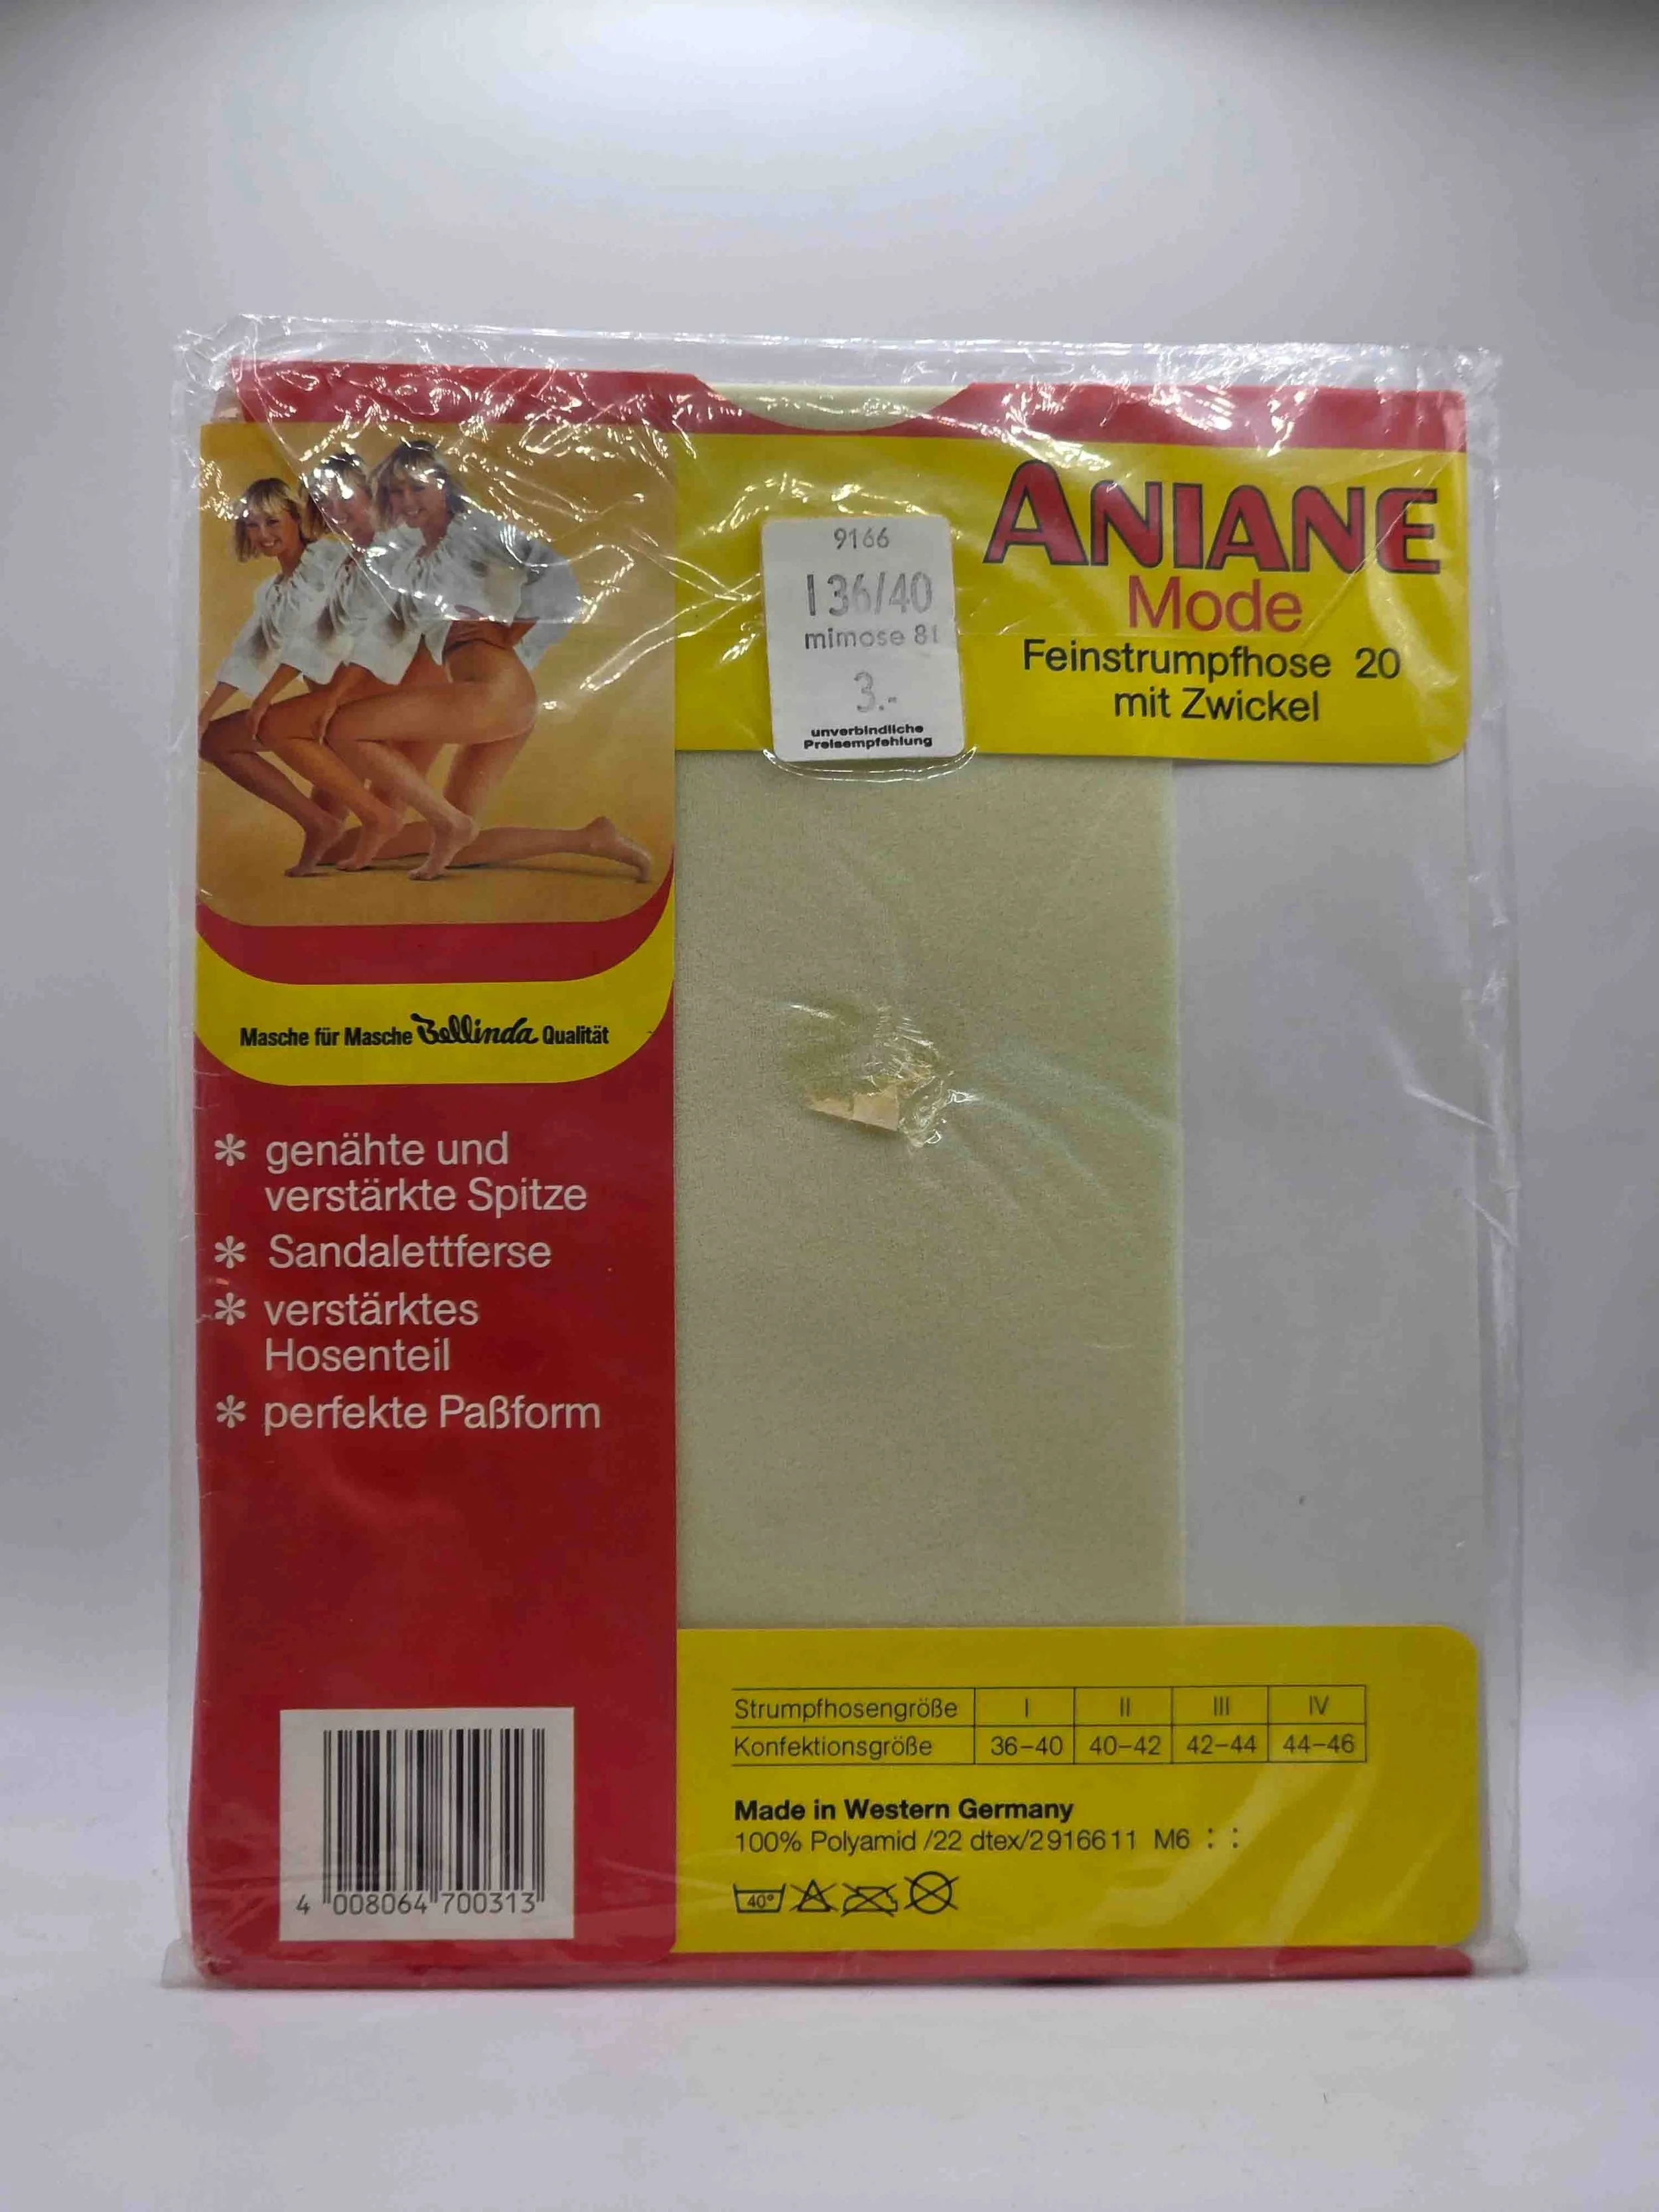 9166
I 36/40
mimose 81
3.-
unverbindliche
Preisempfehlung
ANIANE
Mode
Feinstrumpfhose 20
mit Zwickel
Masche für Masche Bellinda Qualität
* genähte und
verstärkte Spitze
* Sandalettferse
* verstärktes
Hosenteil
* perfekte Paßform
Strumpfhosengröße I II III IV
Konfektionsgröße 36–40 40–42 42–44 44–46
Made in Western Germany
100% Polyamid /22 dtex/2916611 M6 : :
40°
4 008064 700313